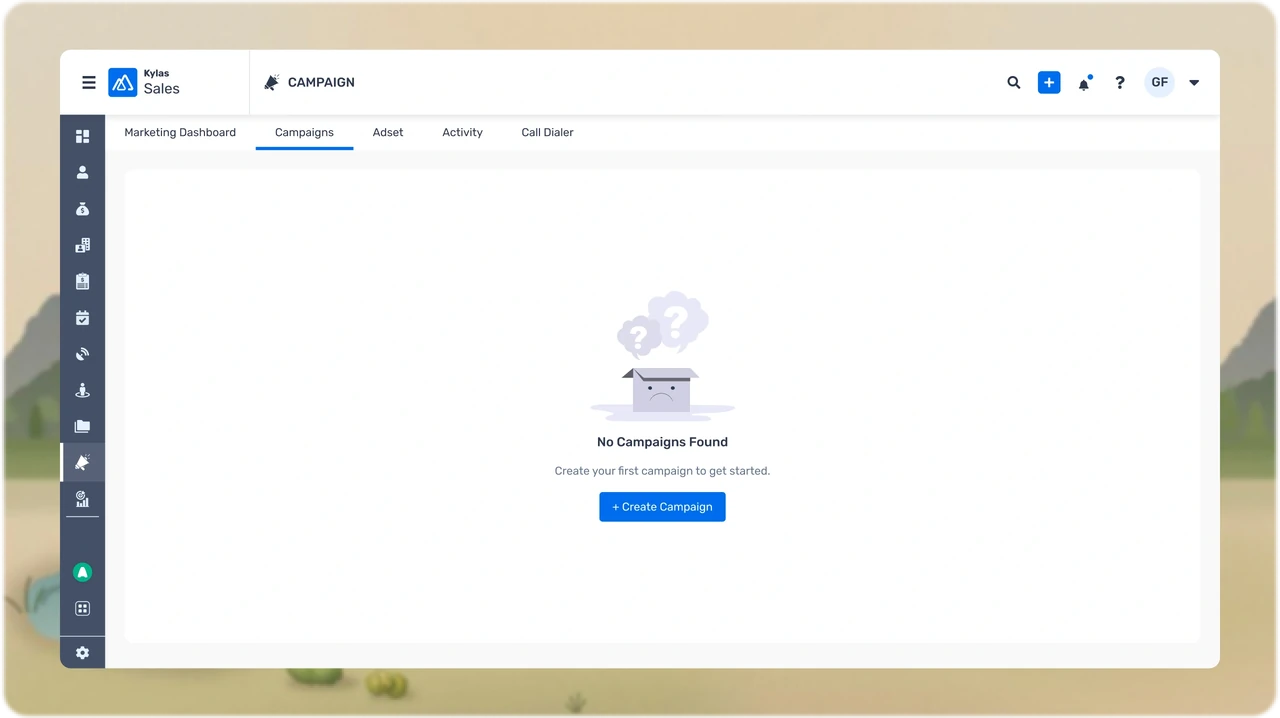 Kylas
Sales
CAMPAIGN
GF
Marketing Dashboard
Campaigns
Adset
Activity
Call Dialer
No Campaigns Found
Create your first campaign to get started.
+ Create Campaign